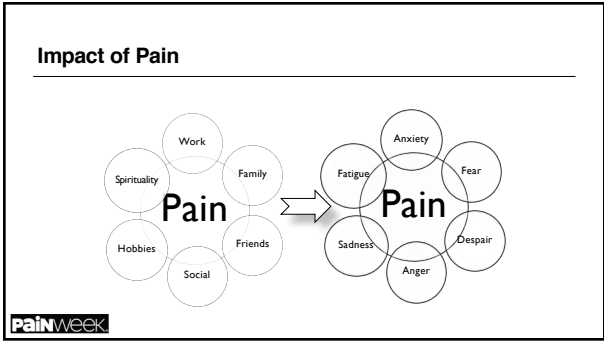 Impact of Pain
Work
Family
Friends
Social
Hobbies
Spirituality
Pain
Anxiety
Fear
Despair
Anger
Sadness
Fatigue
Pain
PaiNWeeK.